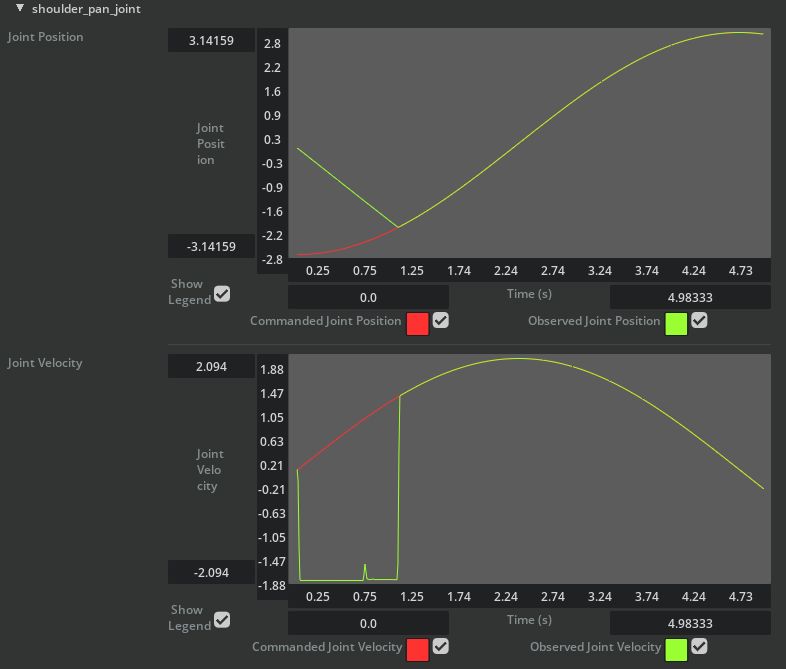 shoulder_pan_joint
Joint Position
3.14159
Joint
Posit
ion
-3.14159
2.8
2.2
1.6
0.9
0.3
-0.3
-0.9
-1.6
-2.2
-2.8
0.25 0.75 1.25 1.74 2.24 2.74 3.24 3.74 4.24 4.73
Show
Legend
0.0 Time (s) 4.98333
Commanded Joint Position Observed Joint Position
Joint Velocity
2.094
Joint
Velo
city
-2.094
1.88
1.47
1.05
0.63
0.21
-0.21
-0.63
-1.05
-1.47
-1.88
0.25 0.75 1.25 1.74 2.24 2.74 3.24 3.74 4.24 4.73
Show
Legend
0.0 Time (s) 4.98333
Commanded Joint Velocity Observed Joint Velocity